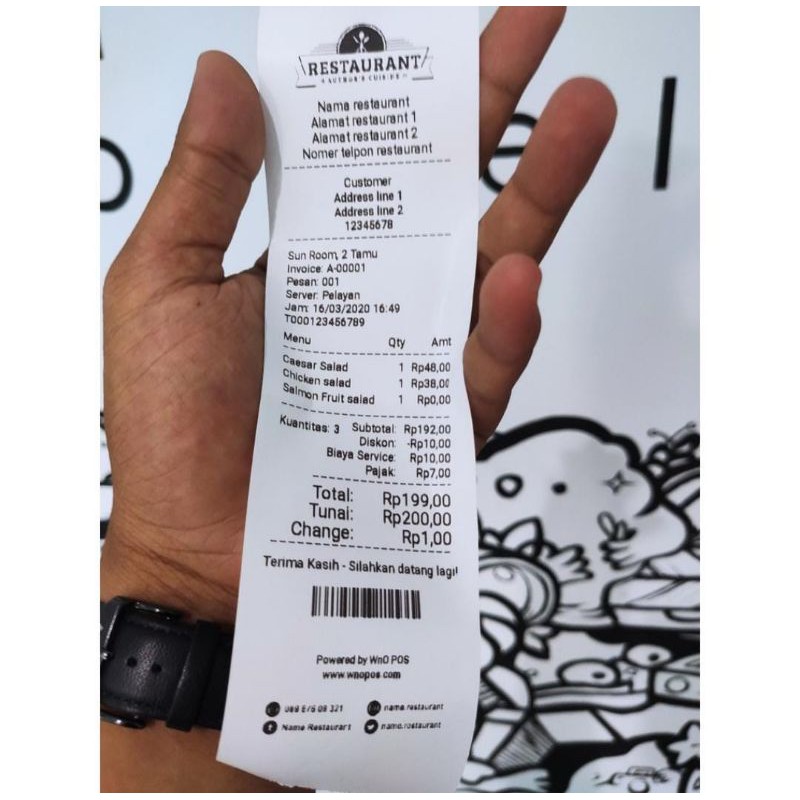 RESTAURANT
AUTHOR'S CUISINE
Nama restaurant
Alamat restaurant 1
Alamat restaurant 2
Nomer telpon restaurant
Customer
Address line 1
Address line 2
12345678
Sun Room, 2 Tamu
Invoice: A-00001
Pesan: 001
Server: Pelayan
Jam: 16/03/2020 16:49
T000123456789
Menu Qty Amt
Caesar Salad 1 Rp48,00
Chicken salad 1 Rp38,00
Salmon Fruit salad 1 Rp0,00
Kuantitas: 3 Subtotal: Rp192,00
Diskon: -Rp10,00
Biaya Service: Rp10,00
Pajak: Rp7,00
Total: Rp199,00
Tunai: Rp200,00
Change: Rp1,00
Terima Kasih - Silahkan datang lagi!
Powered by WnO POS
www.wnopos.com
name.restaurant
Name Restaurant name.restaurant